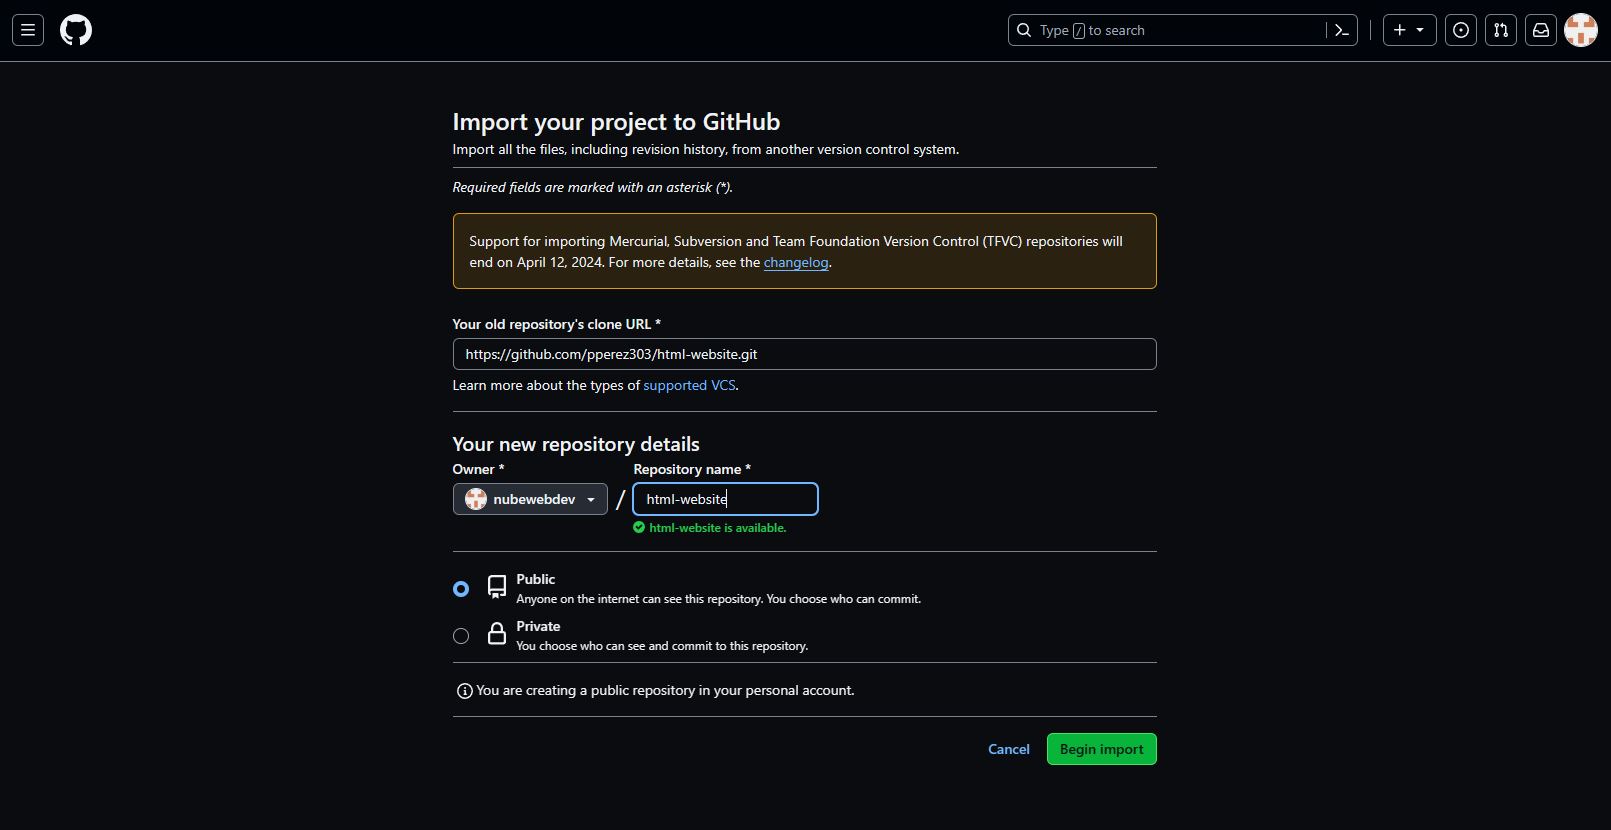 Type / to search
Import your project to GitHub
Import all the files, including revision history, from another version control system.
Required fields are marked with an asterisk (*).
Support for importing Mercurial, Subversion and Team Foundation Version Control (TFVC) repositories will
end on April 12, 2024. For more details, see the changelog.
Your old repository's clone URL *
https://github.com/pperez303/html-website.git
Learn more about the types of supported VCS.
Your new repository details
Owner * Repository name *
nubewebdev / html-website
html-website is available.
Public
Anyone on the internet can see this repository. You choose who can commit.
Private
You choose who can see and commit to this repository.
You are creating a public repository in your personal account.
Cancel Begin import